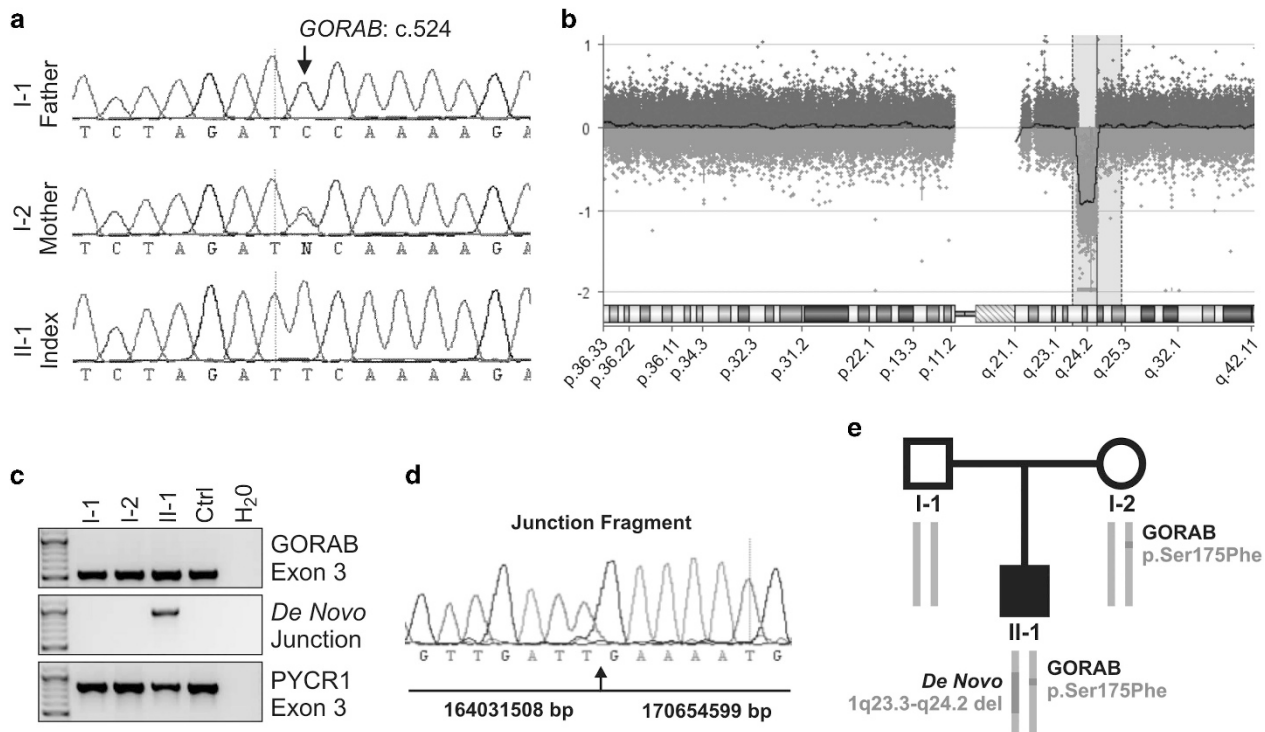 a
GORAB: c.524
I-1
Father
T C T A G A T C C A A A A G A
I-2
Mother
T C T A G A T N C A A A A G A
II-1
Index
T C T A G A T T C A A A A G A
b
1
0
-1
-2
p.36.33
p.36.22
p.36.11
p.34.3
p.32.3
p.31.2
p.22.1
p.13.3
p.11.2
q.21.1
q.23.1
q.24.2
q.25.3
q.32.1
q.42.11
c
I-1
I-2
II-1
Ctrl
H20
GORAB
Exon 3
De Novo
Junction
PYCR1
Exon 3
d
Junction Fragment
G T T G A T T G A A A A T G
164031508 bp
170654599 bp
e
I-1
I-2
GORAB
p.Ser175Phe
II-1
De Novo
1q23.3-q24.2 del
GORAB
p.Ser175Phe